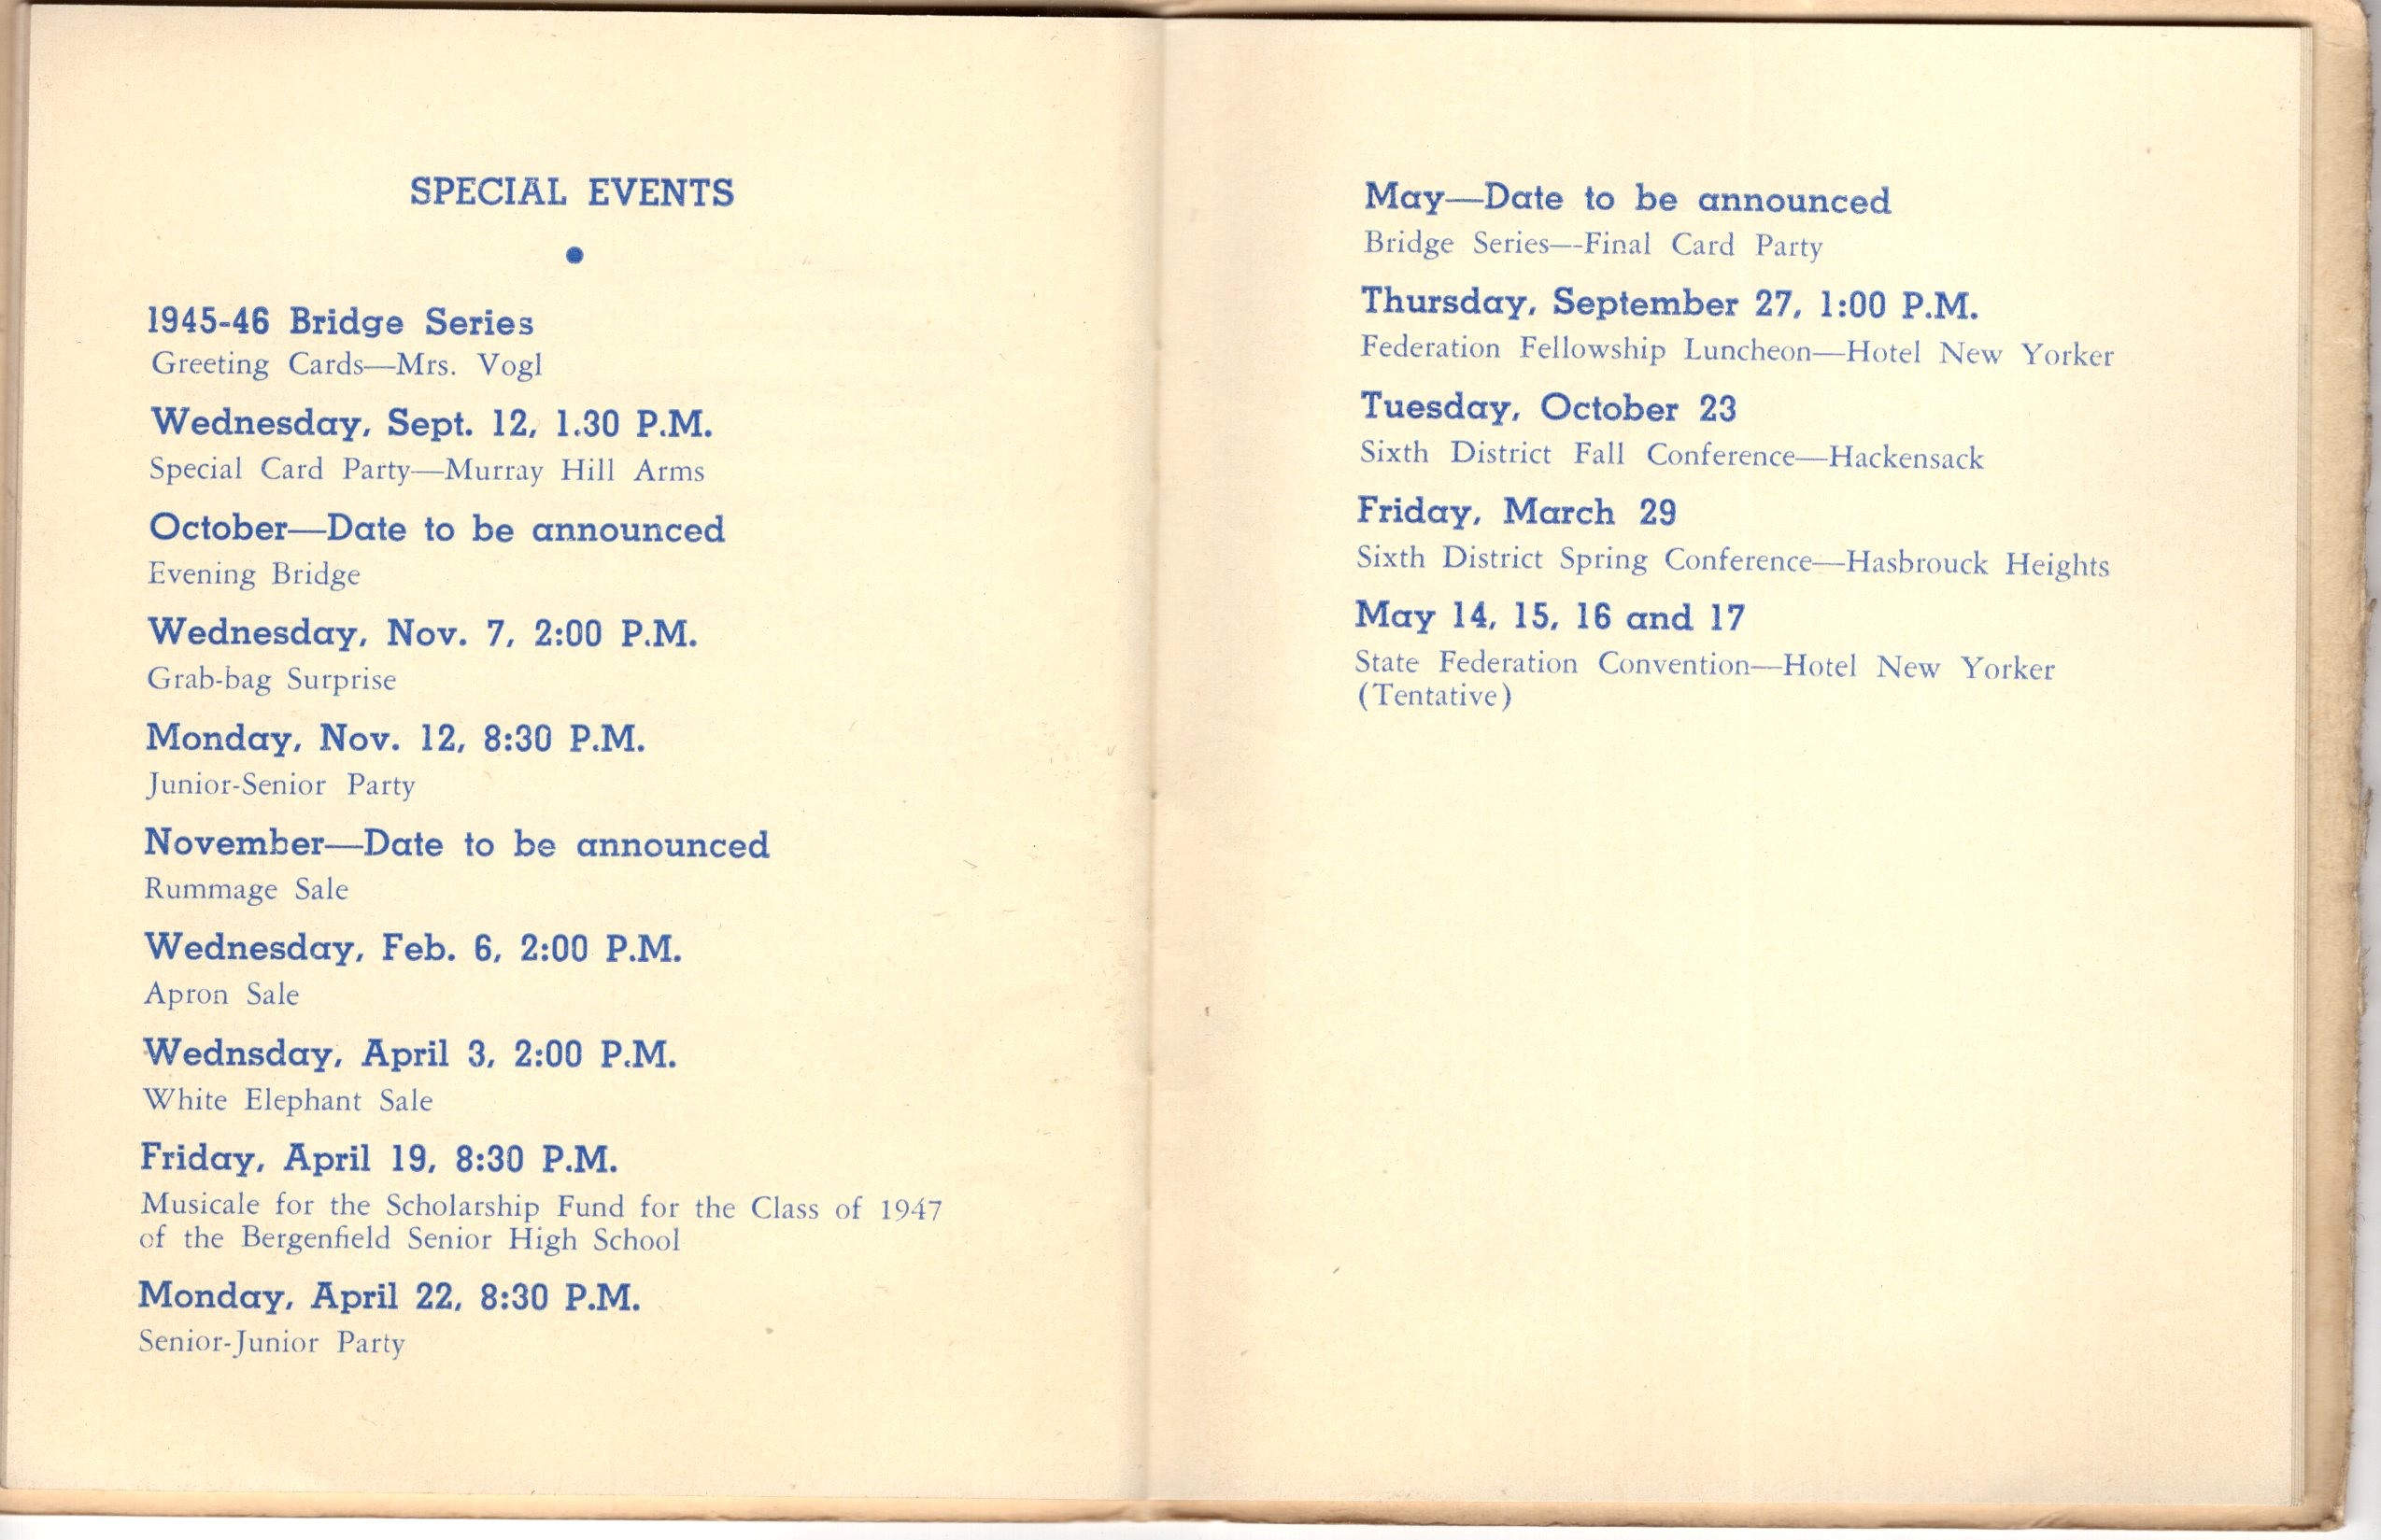 SPECIAL EVENTS
1945-46 Bridge Series
Greeting Cards—Mrs. Vogl
Wednesday, Sept. 12, 1.30 P.M.
Special Card Party—Murray Hill Arms
October—Date to be announced
Evening Bridge
Wednesday, Nov. 7, 2:00 P.M.
Grab-bag Surprise
Monday, Nov. 12, 8:30 P.M.
Junior-Senior Party
November—Date to be announced
Rummage Sale
Wednesday, Feb. 6, 2:00 P.M.
Apron Sale
Wednsday, April 3, 2:00 P.M.
White Elephant Sale
Friday, April 19, 8:30 P.M.
Musicale for the Scholarship Fund for the Class of 1947
of the Bergenfield Senior High School
Monday, April 22, 8:30 P.M.
Senior-Junior Party
May—Date to be announced
Bridge Series—Final Card Party
Thursday, September 27, 1:00 P.M.
Federation Fellowship Luncheon—Hotel New Yorker
Tuesday, October 23
Sixth District Fall Conference—Hackensack
Friday, March 29
Sixth District Spring Conference—Hasbrouck Heights
May 14, 15, 16 and 17
State Federation Convention—Hotel New Yorker
(Tentative)